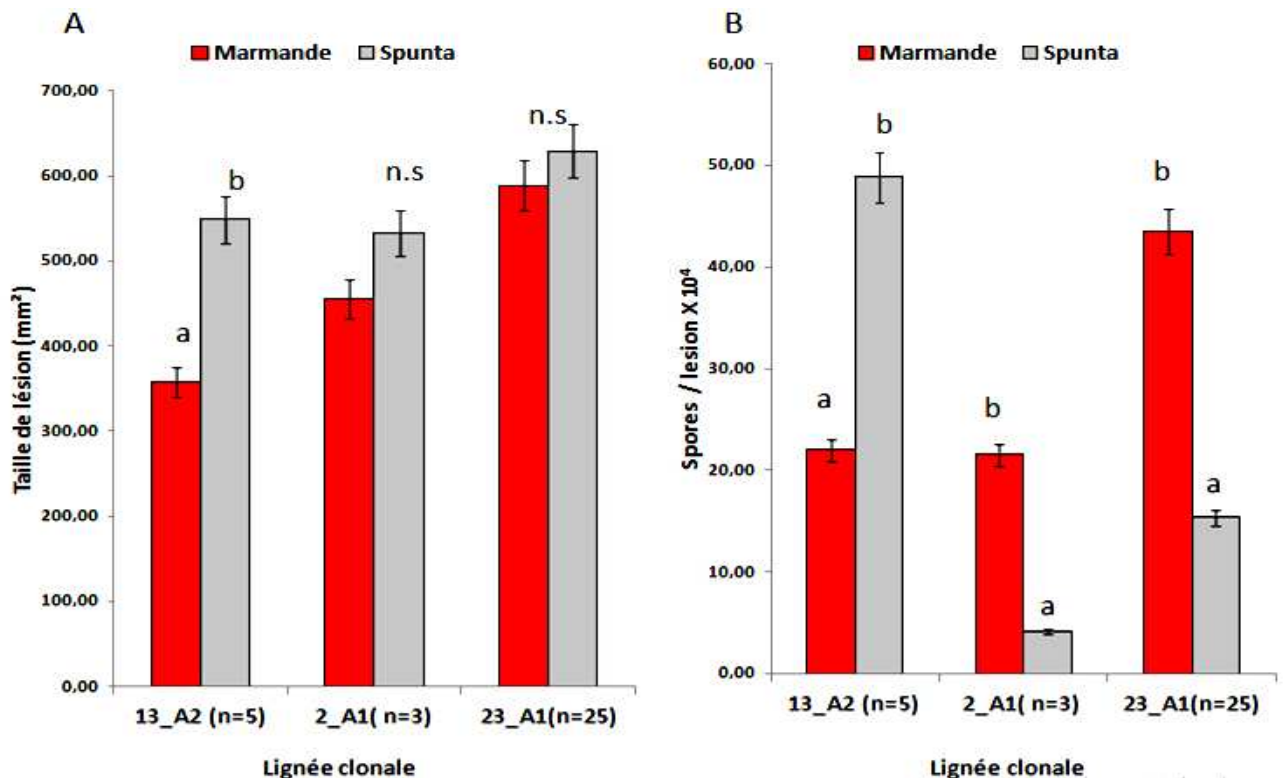 A
Marmande Spunta
Taille de lésion (mm²)
700,00
600,00
500,00
400,00
300,00
200,00
100,00
0,00
a
b
n.s
n.s
13_A2 (n=5)
2_A1( n=3)
23_A1(n=25)
Lignée clonale
B
Marmande Spunta
Spores / lesion X 10⁴
60,00
50,00
40,00
30,00
20,00
10,00
0,00
a
b
b
a
b
a
13_A2 (n=5)
2_A1( n=3)
23_A1(n=25)
Lignée clonale